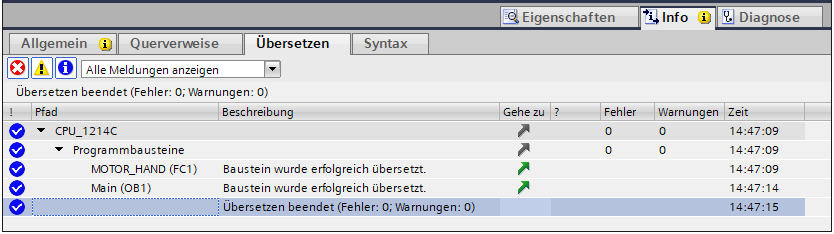 Eigenschaften Info Diagnose
Allgemein Querverweise Übersetzen Syntax
Alle Meldungen anzeigen
Übersetzen beendet (Fehler: 0; Warnungen: 0)
! Pfad Beschreibung Gehe zu ? Fehler Warnungen Zeit
CPU_1214C 0 0 14:47:09
Programmbausteine 0 0 14:47:09
MOTOR_HAND (FC1) Baustein wurde erfolgreich übersetzt. 14:47:09
Main (OB1) Baustein wurde erfolgreich übersetzt. 14:47:14
Übersetzen beendet (Fehler: 0; Warnungen: 0) 14:47:15